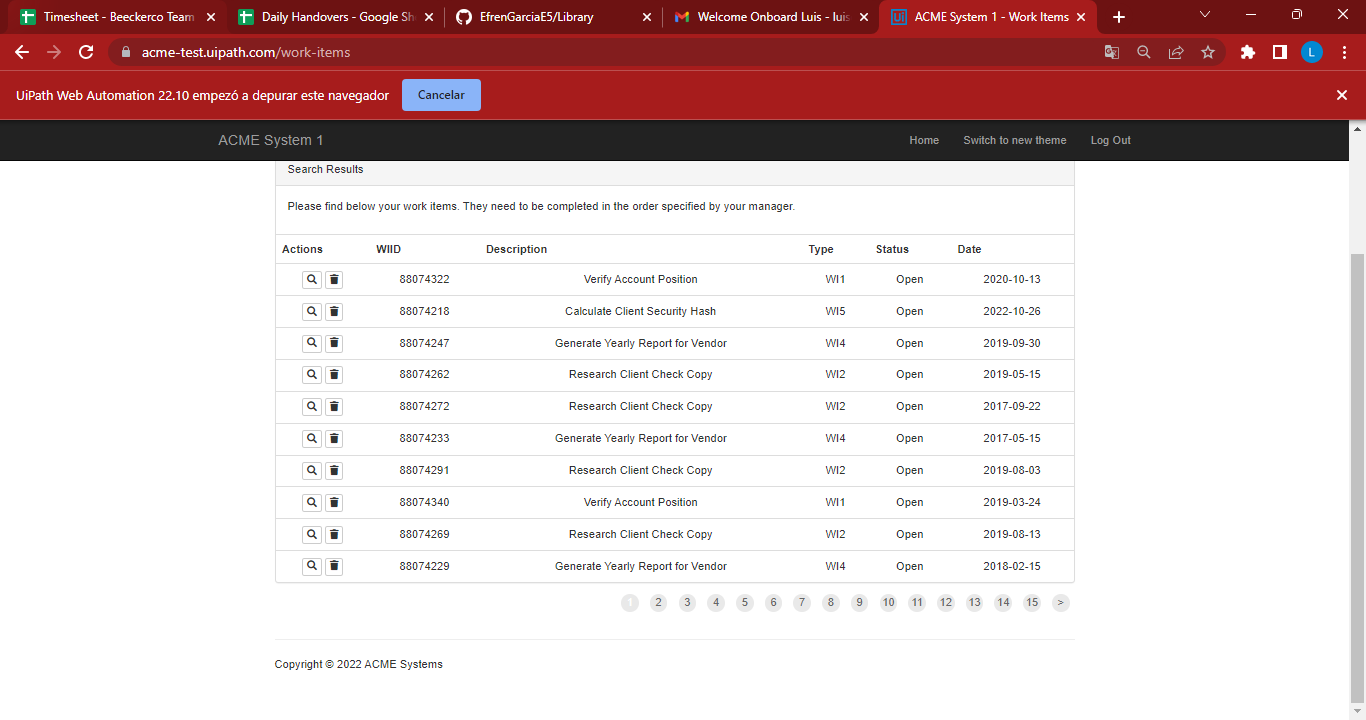 Timesheet - Beeckerco Team
Daily Handovers - Google She
EfrenGarciaE5/Library
Welcome Onboard Luis - luis
Ui ACME System 1 - Work Items
acme-test.uipath.com/work-items
L
UiPath Web Automation 22.10 empezó a depurar este navegador Cancelar
ACME System 1 Home Switch to new theme Log Out
Search Results
Please find below your work items. They need to be completed in the order specified by your manager.
Actions WIID Description Type Status Date
88074322 Verify Account Position WI1 Open 2020-10-13
88074218 Calculate Client Security Hash WI5 Open 2022-10-26
88074247 Generate Yearly Report for Vendor WI4 Open 2019-09-30
88074262 Research Client Check Copy WI2 Open 2019-05-15
88074272 Research Client Check Copy WI2 Open 2017-09-22
88074233 Generate Yearly Report for Vendor WI4 Open 2017-05-15
88074291 Research Client Check Copy WI2 Open 2019-08-03
88074340 Verify Account Position WI1 Open 2019-03-24
88074269 Research Client Check Copy WI2 Open 2019-08-13
88074229 Generate Yearly Report for Vendor WI4 Open 2018-02-15
1 2 3 4 5 6 7 8 9 10 11 12 13 14 15 >
Copyright © 2022 ACME Systems